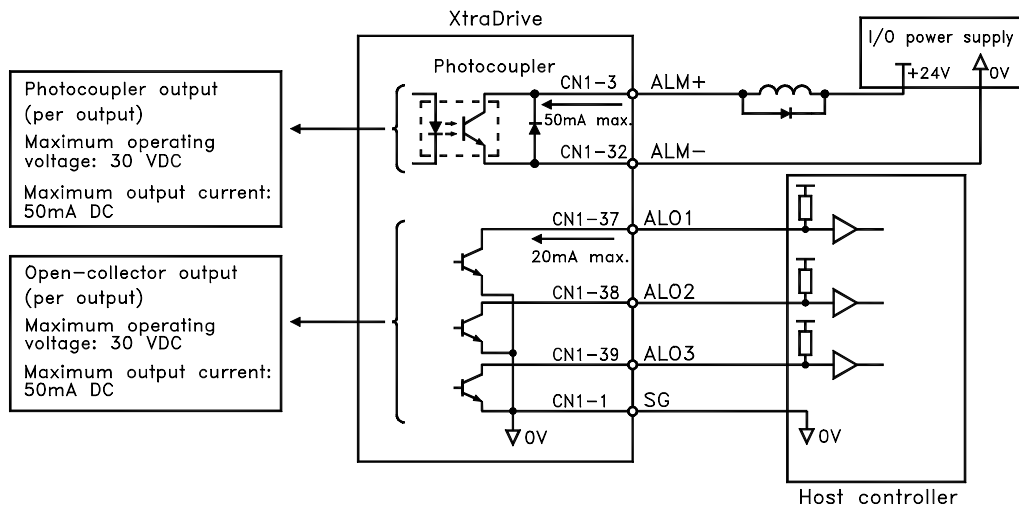 XtraDrive
I/O power supply
+24V
0V
Photocoupler
CN1-3
ALM+
50mA max.
CN1-32
ALM-
Photocoupler output
(per output)
Maximum operating
voltage: 30 VDC
Maximum output current:
50mA DC
CN1-37
ALO1
20mA max.
CN1-38
ALO2
CN1-39
ALO3
CN1-1
SG
0V
0V
Open-collector output
(per output)
Maximum operating
voltage: 30 VDC
Maximum output current:
50mA DC
Host controller